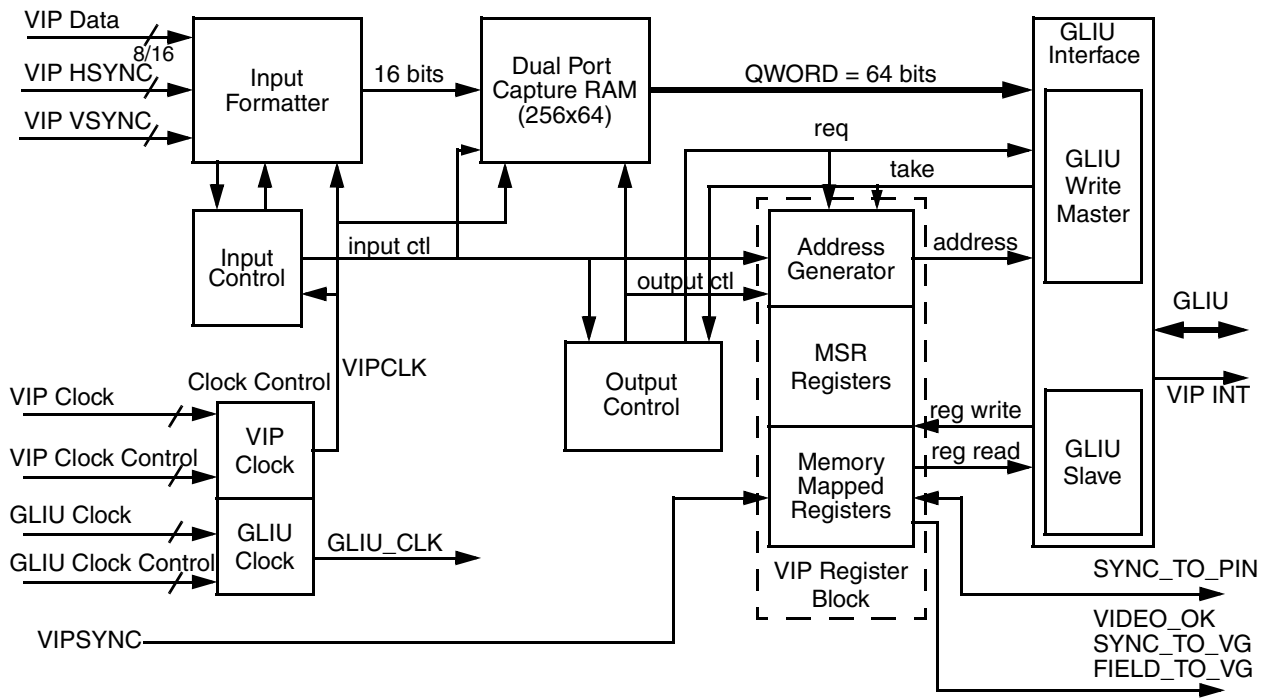 VIP Data
8/16
VIP HSYNC
VIP VSYNC
Input
Formatter
16 bits
Dual Port
Capture RAM
(256x64)
QWORD = 64 bits
GLIU
Interface
req
take
GLIU
Write
Master
Input
Control
input ctl
Address
Generator
address
output ctl
VIPCLK
MSR
Registers
GLIU
VIP INT
Output
Control
Clock Control
VIP Clock
VIP Clock Control
VIP
Clock
reg write
reg read
GLIU
Slave
Memory
Mapped
Registers
GLIU Clock
GLIU Clock Control
GLIU
Clock
GLIU_CLK
VIP Register
Block
VIPSYNC
SYNC_TO_PIN
VIDEO_OK
SYNC_TO_VG
FIELD_TO_VG